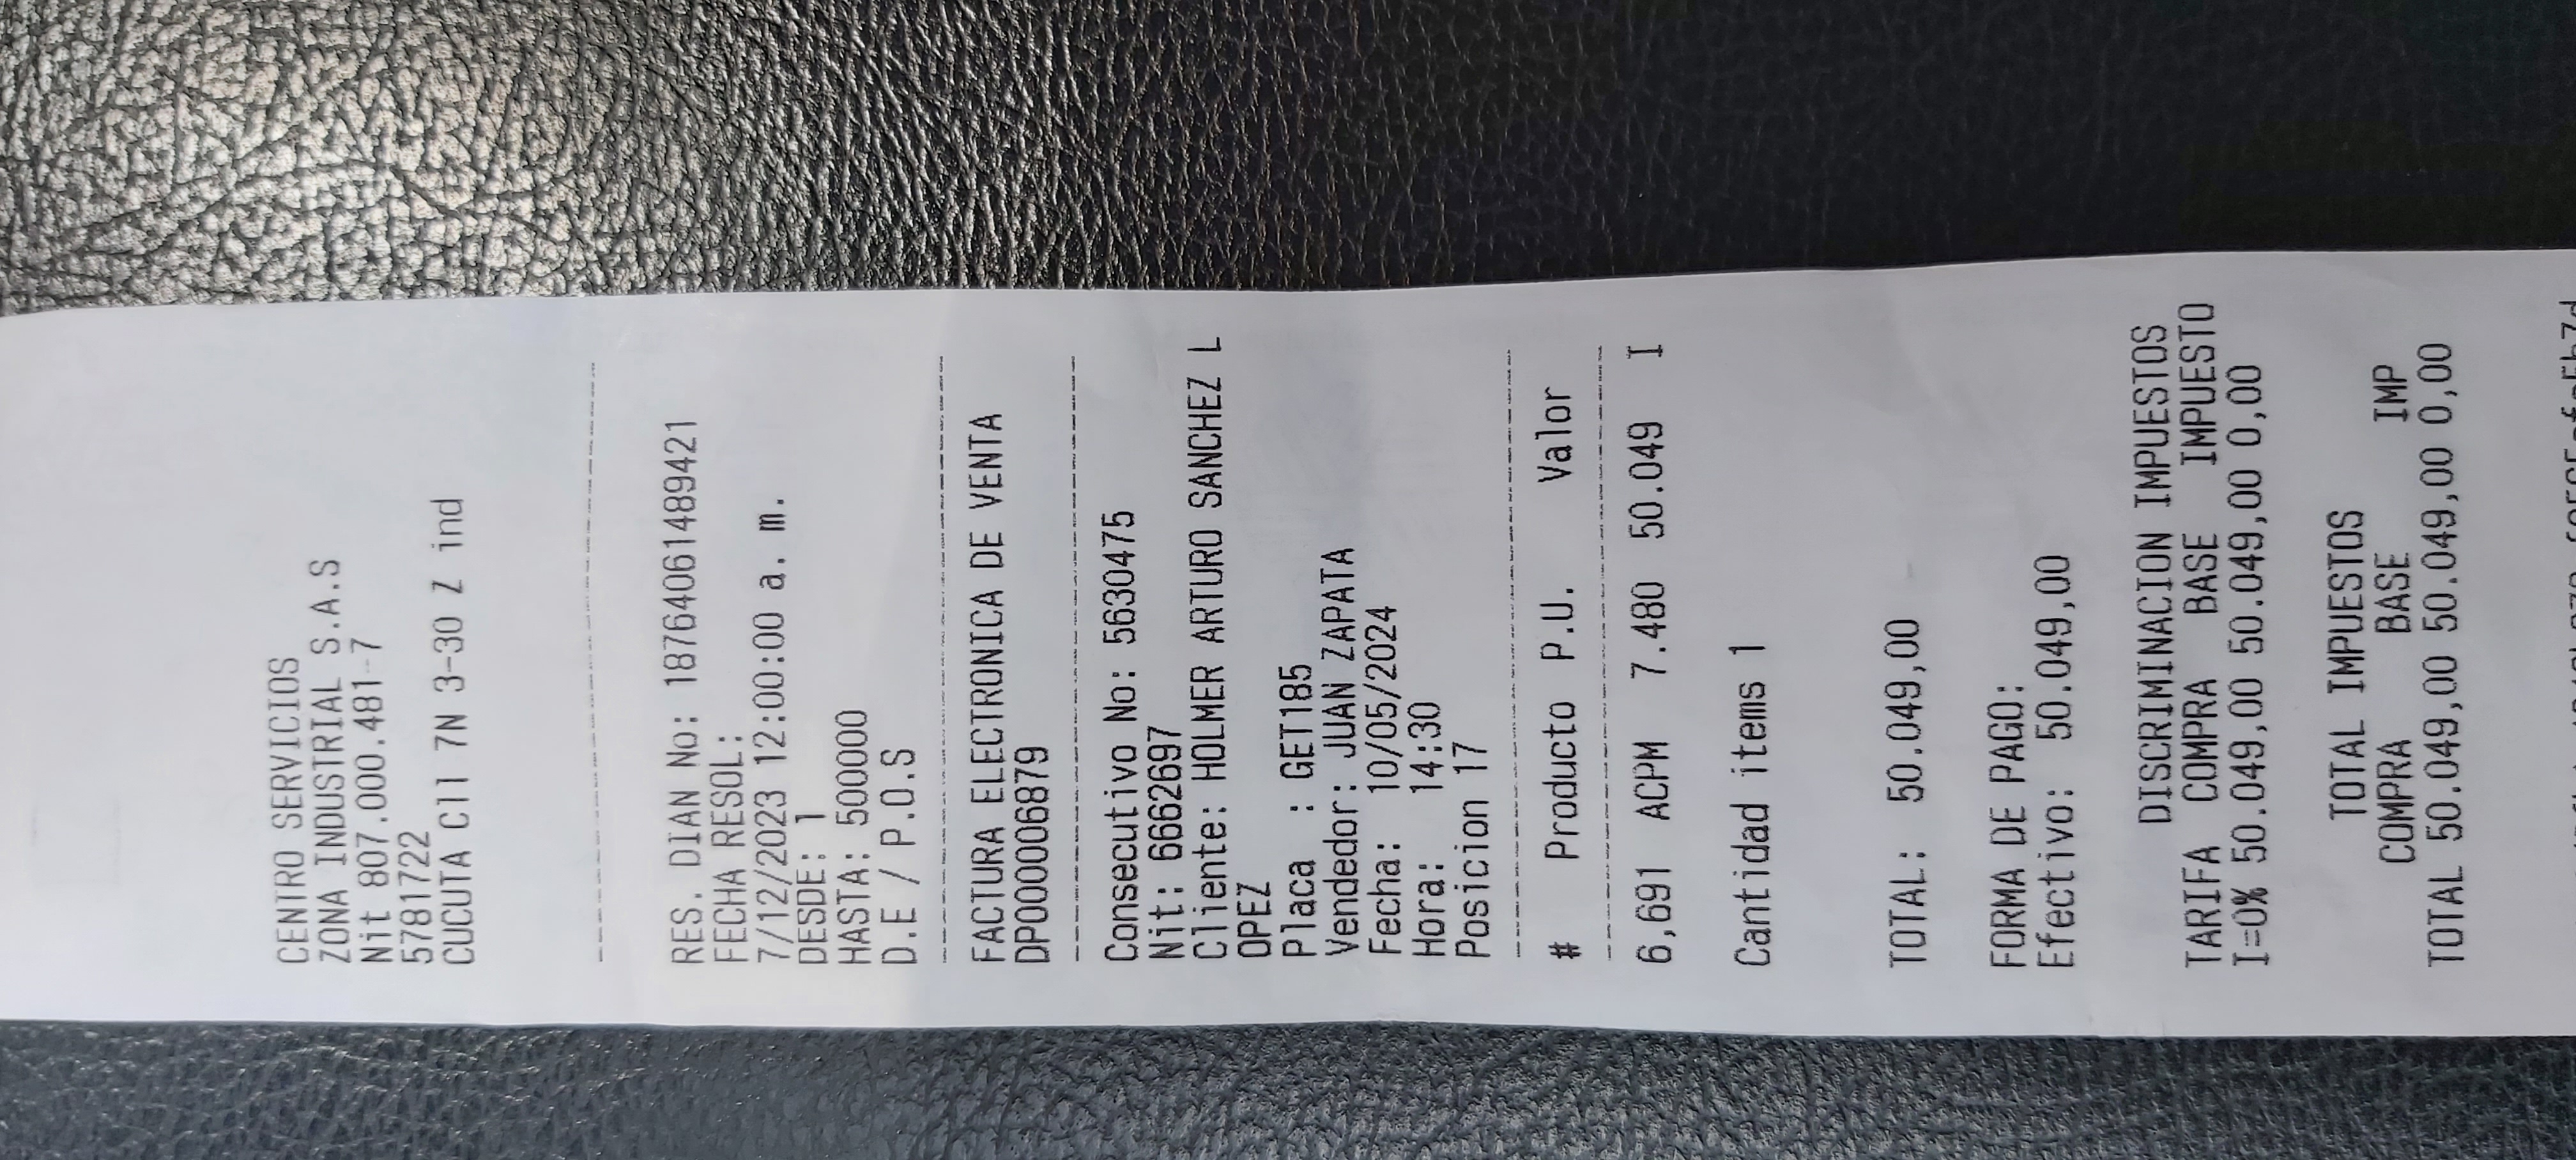 CENTRO SERVICIOS
ZONA INDUSTRIAL S.A.S
Nit 807.000.481-7
5781722
CUCUTA Cll 7N 3-30 Z ind
RES. DIAN No: 18764061489421
FECHA RESOL:
7/12/2023 12:00:00 a. m.
DESDE: 1
HASTA: 500000
D.E / P.O.S
FACTURA ELECTRONICA DE VENTA
DP000006879
Consecutivo No: 5630475
Nit: 6662697
Cliente: HOLMER ARTURO SANCHEZ L
OPEZ
Placa : GET185
Vendedor: JUAN ZAPATA
Fecha: 10/05/2024
Hora: 14:30
Posicion 17
# Producto P.U. Valor
6,691 ACPM 7.480 50.049 I
Cantidad items 1
TOTAL: 50.049,00
FORMA DE PAGO:
Efectivo: 50.049,00
DISCRIMINACION IMPUESTOS
TARIFA COMPRA BASE IMPUESTO
I=0% 50.049,00 50.049,00 0,00
TOTAL IMPUESTOS
COMPRA BASE IMP
TOTAL 50.049,00 50.049,00 0,00